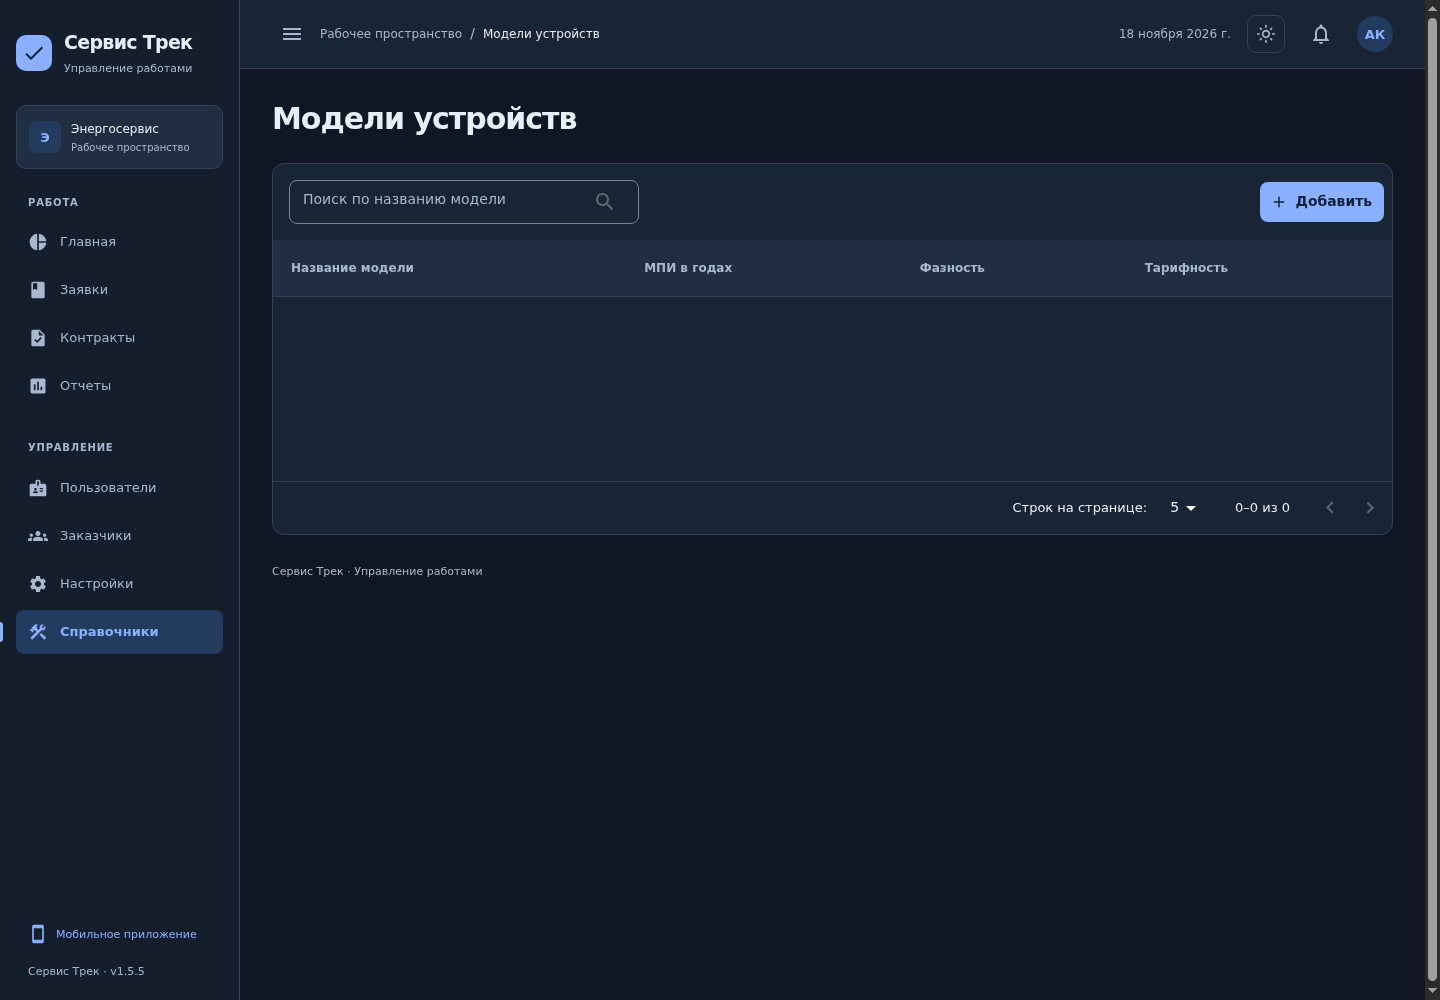 Сервис Трек
Управление работами
Э
Энергосервис
Рабочее пространство
РАБОТА
Главная
Заявки
Контракты
Отчеты
УПРАВЛЕНИЕ
Пользователи
Заказчики
Настройки
Справочники
Мобильное приложение
Сервис Трек · v1.5.5
Рабочее пространство / Модели устройств
18 ноября 2026 г.
АК
Модели устройств
Поиск по названию модели
Добавить
Название модели МПИ в годах Фазность Тарифность
Строк на странице: 5 0–0 из 0
Сервис Трек · Управление работами